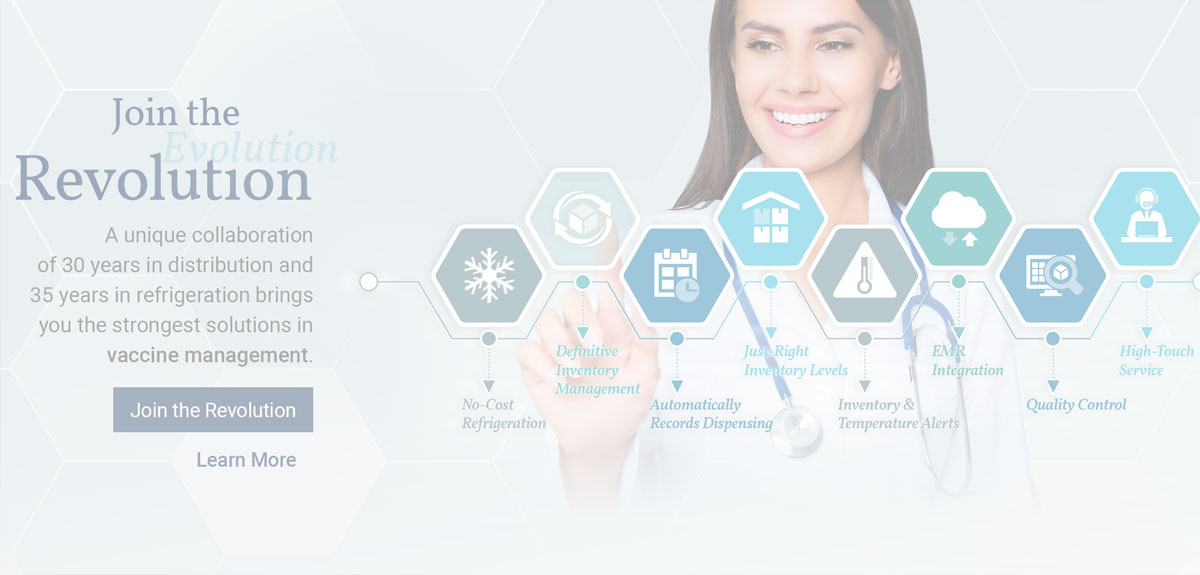 Join the
Evolution
Revolution
A unique collaboration
of 30 years in distribution and
35 years in refrigeration brings
you the strongest solutions in
vaccine management.
Join the Revolution
Learn More
No-Cost
Refrigeration
Definitive
Inventory
Management
Automatically
Records Dispensing
Just-Right
Inventory Levels
Inventory &
Temperature Alerts
EMR
Integration
Quality Control
High-Touch
Service